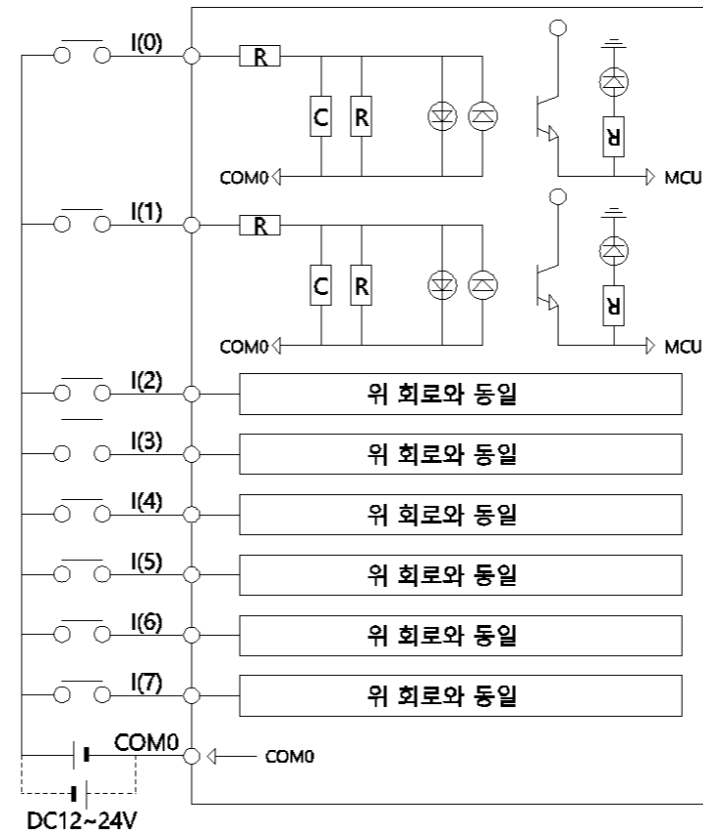 I(0)
R
C
R
R
COM0
MCU
I(1)
R
C
R
R
COM0
MCU
I(2)
위 회로와 동일
I(3)
위 회로와 동일
I(4)
위 회로와 동일
I(5)
위 회로와 동일
I(6)
위 회로와 동일
I(7)
위 회로와 동일
COM0
COM0
DC12~24V